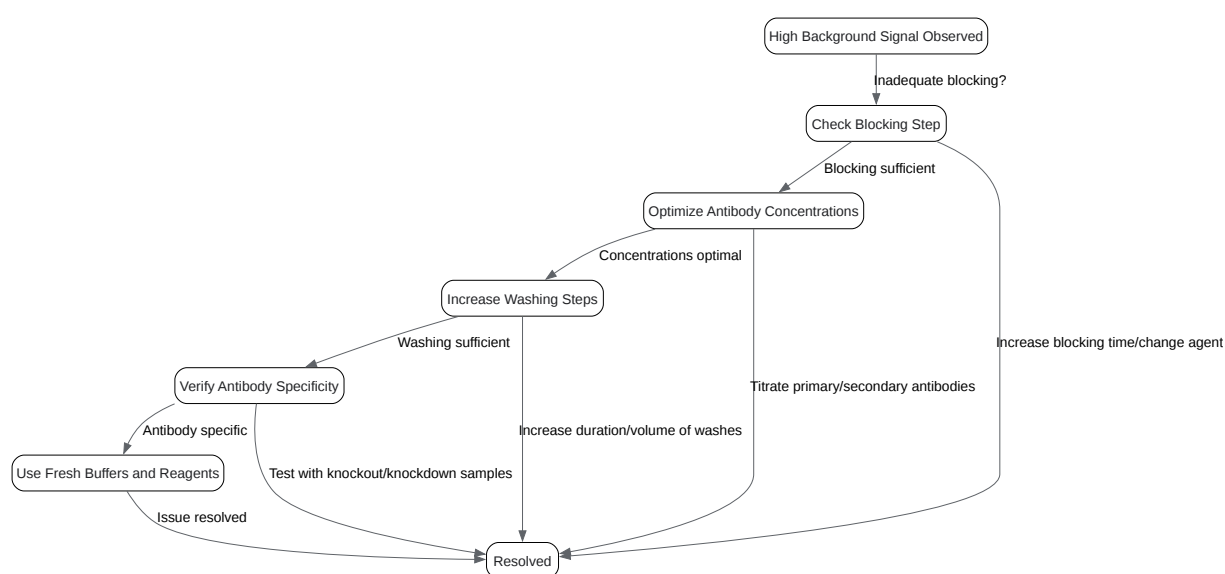 High Background Signal Observed
Inadequate blocking?
Check Blocking Step
Blocking sufficient
Optimize Antibody Concentrations
Concentrations optimal
Increase Washing Steps
Washing sufficient
Increase blocking time/change agent
Verify Antibody Specificity
Titrate primary/secondary antibodies
Antibody specific
Increase duration/volume of washes
Use Fresh Buffers and Reagents
Test with knockout/knockdown samples
Issue resolved
Resolved